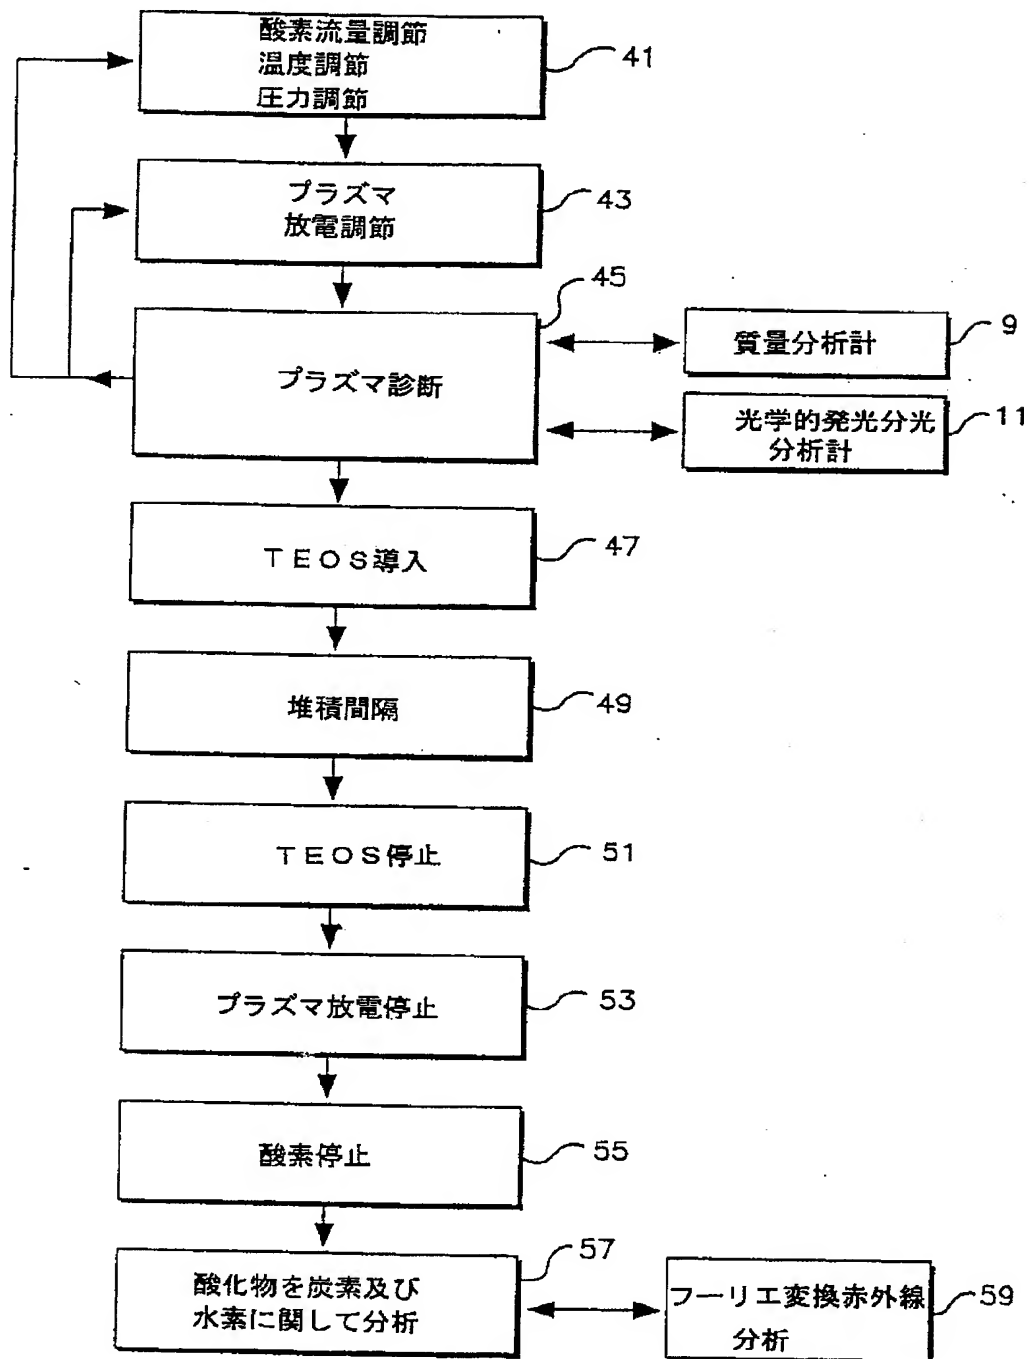 酸素流量調節
温度調節
圧力調節
41
プラズマ
放電調節
43
45
プラズマ診断
質量分析計
9
光学的発光分光
分析計
11
TEOS導入
47
堆積間隔
49
TEOS停止
51
プラズマ放電停止
53
酸素停止
55
酸化物を炭素及び
水素に関して分析
57
フーリエ変換赤外線
分析
59